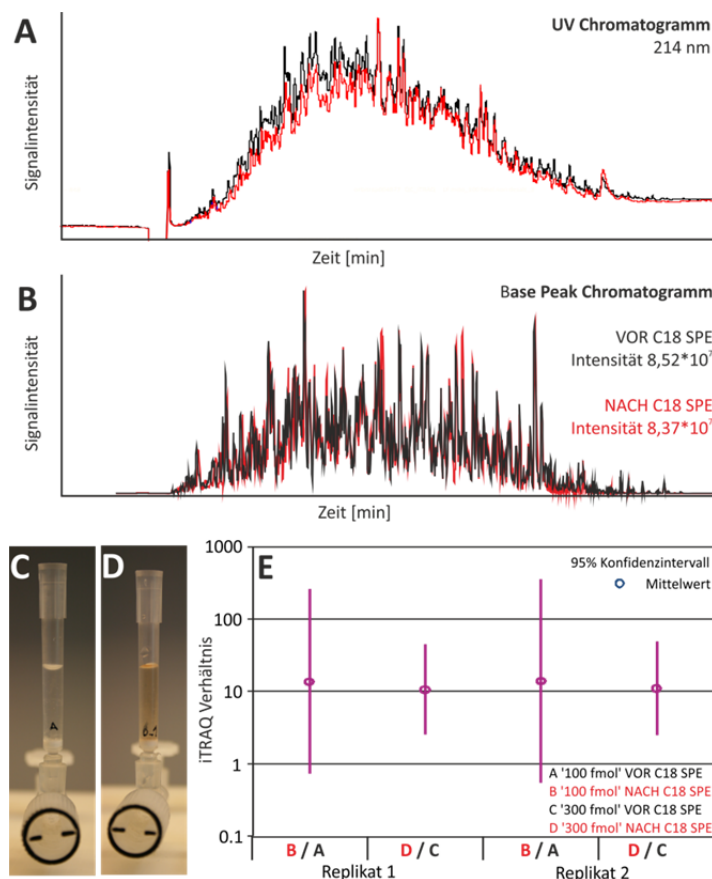 A
UV Chromatogramm
214 nm
Signalintensität
Zeit [min]
B
Base Peak Chromatogramm
VOR C18 SPE
Intensität 8,52*10⁷
NACH C18 SPE
Intensität 8,37*10⁷
Signalintensität
Zeit [min]
C
A
D
E
95% Konfidenzintervall
Mittelwert
iTRAQ Verhältnis
1000
100
10
1
0.1
A '100 fmol' VOR C18 SPE
B '100 fmol' NACH C18 SPE
C '300 fmol' VOR C18 SPE
D '300 fmol' NACH C18 SPE
B / A
D / C
B / A
D / C
Replikat 1
Replikat 2